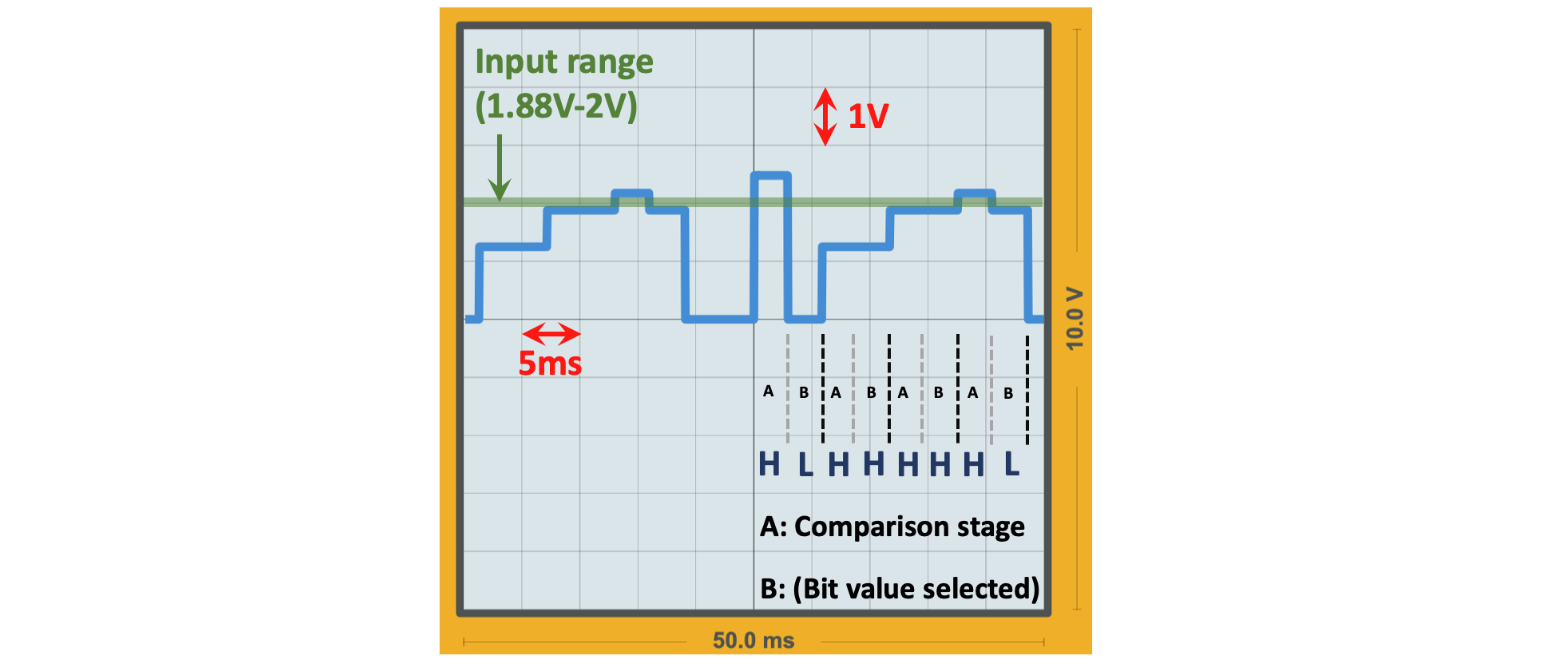 Input range
(1.88V-2V)
1V
5ms
10.0 V
A B A B A B A B
H L H H H H H L
A: Comparison stage
B: (Bit value selected)
50.0 ms